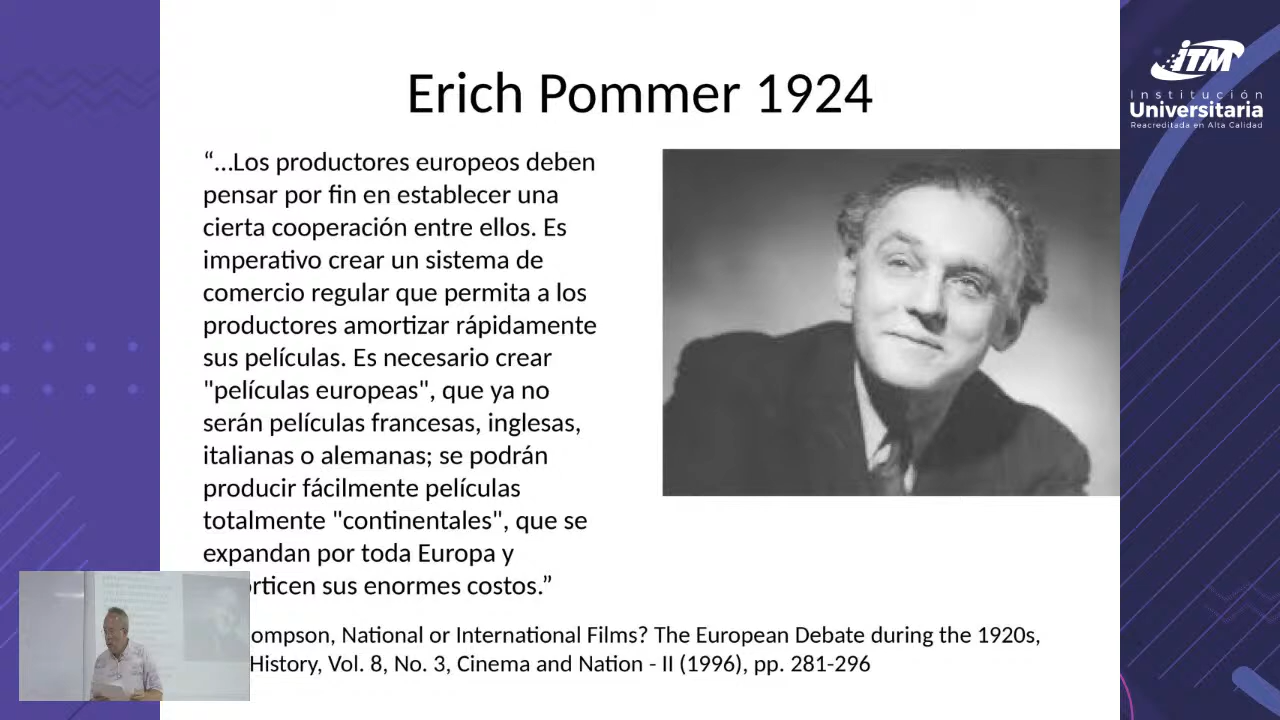 Erich Pommer 1924
“...Los productores europeos deben
pensar por fin en establecer una
cierta cooperación entre ellos. Es
imperativo crear un sistema de
comercio regular que permita a los
productores amortizar rápidamente
sus películas. Es necesario crear
"películas europeas", que ya no
serán películas francesas, inglesas,
italianas o alemanas; se podrán
producir fácilmente películas
totalmente "continentales", que se
expandan por toda Europa y
sus enormes costos.”
National or International Films? The European Debate during the 1920s,
History, Vol. 8, No. 3, Cinema and Nation - II (1996), pp. 281-296
iTM
Institución
Universitaria
Reacreditada en Alta Calidad